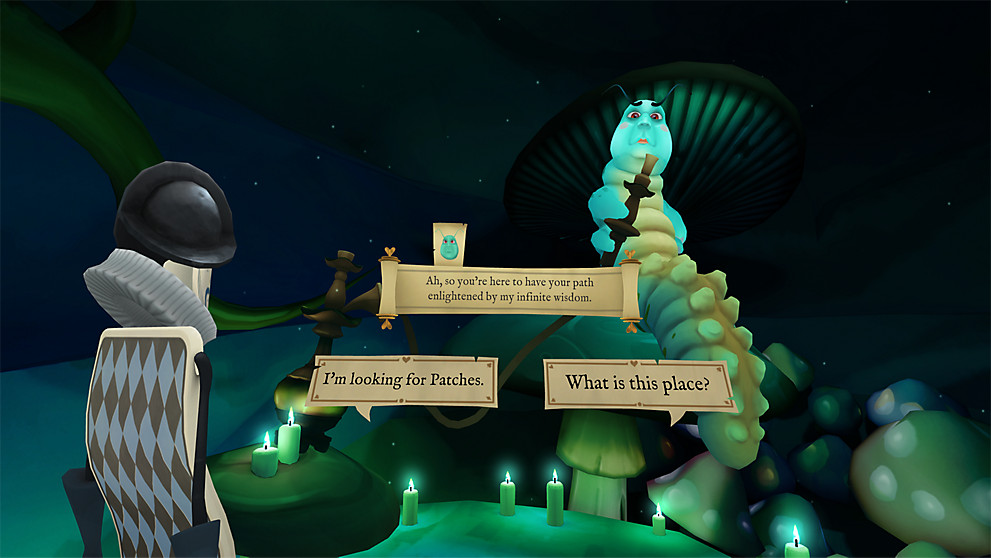 Ah, so you're here to have your path
enlightened by my infinite wisdom.
I'm looking for Patches.
What is this place?